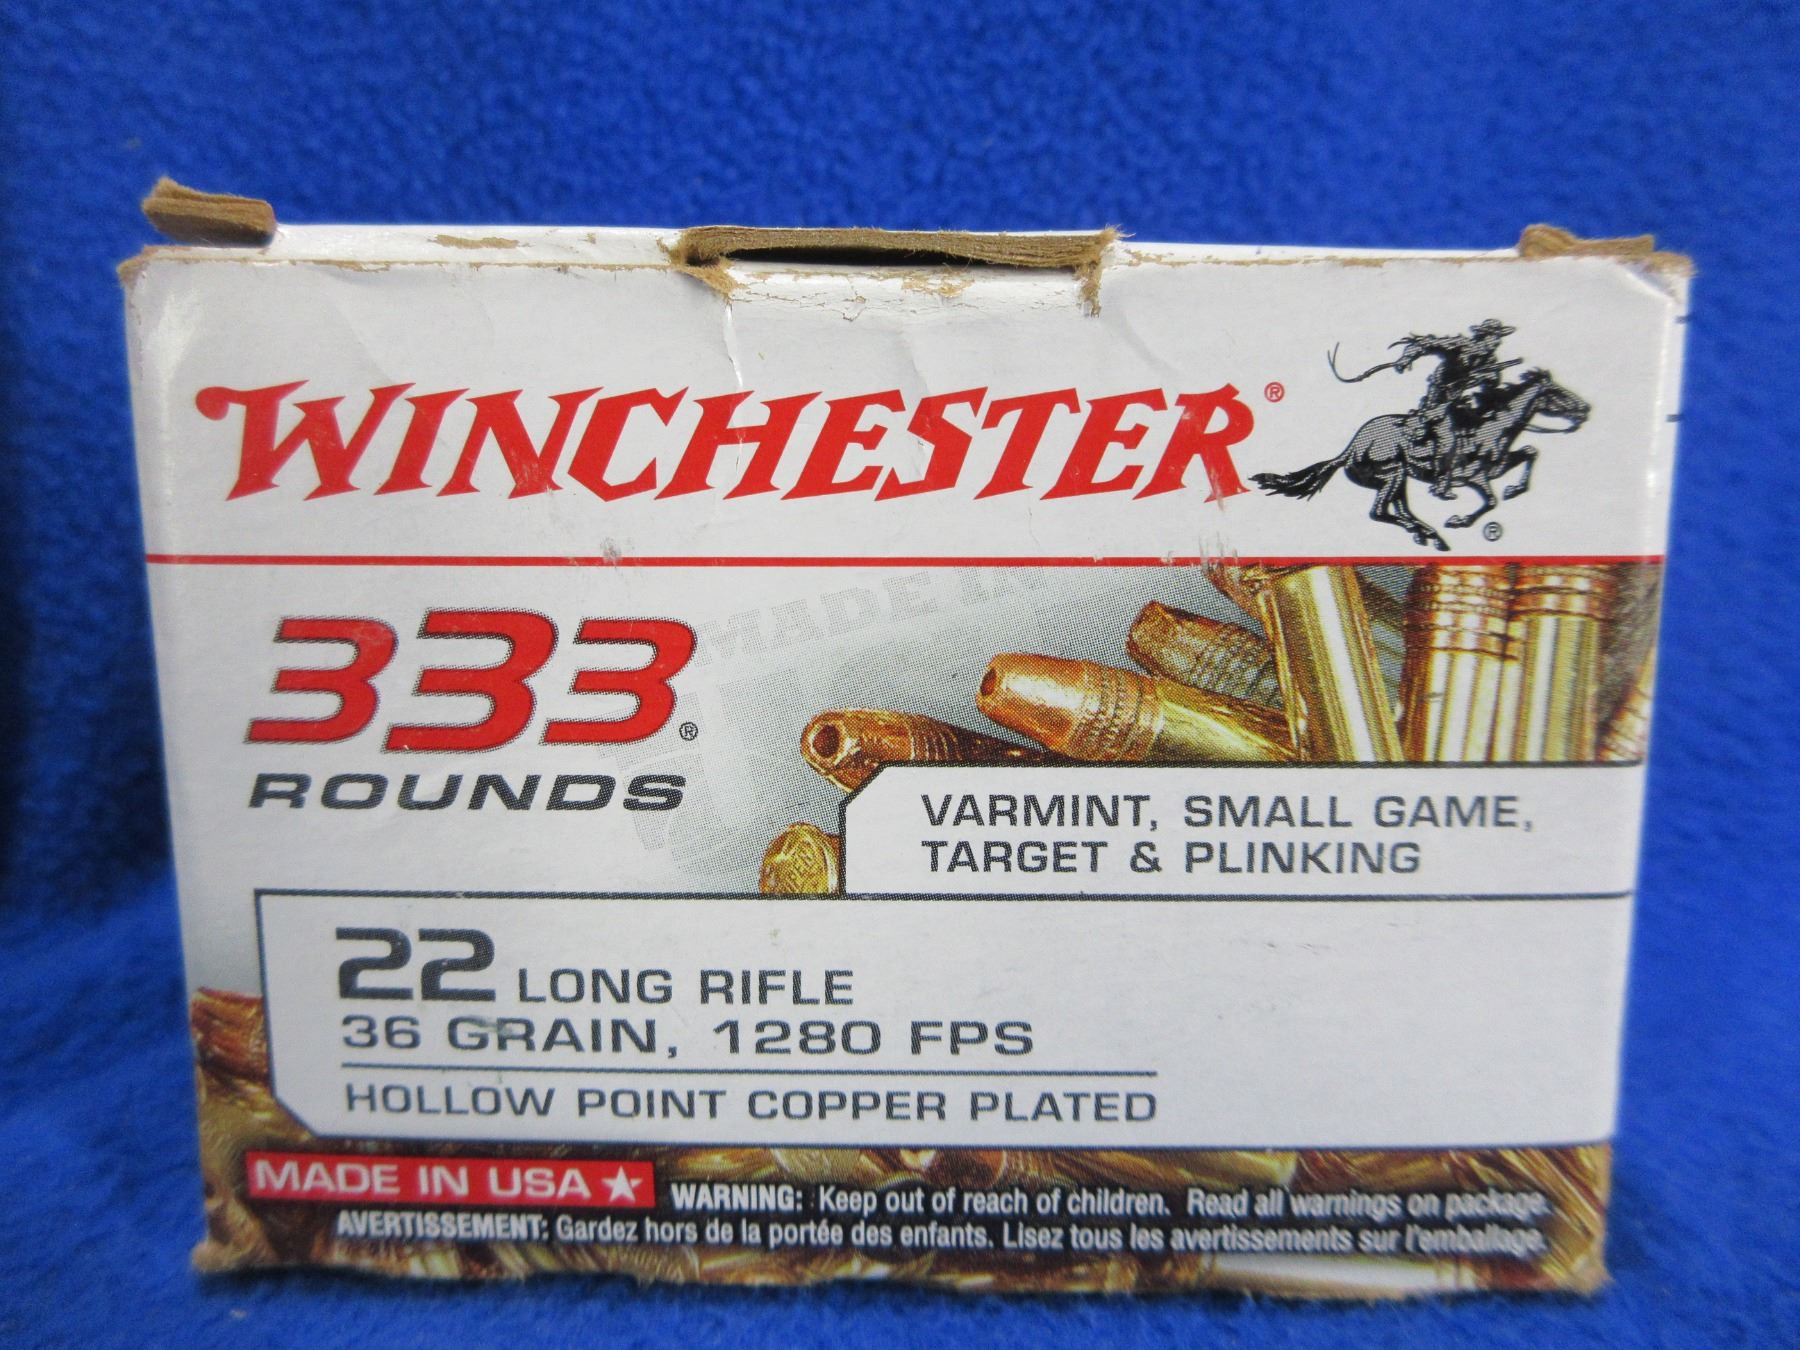 WINCHESTER®
®
333®
ROUNDS
MADE IN
VARMINT, SMALL GAME,
TARGET & PLINKING
22 LONG RIFLE
36 GRAIN, 1280 FPS
HOLLOW POINT COPPER PLATED
MADE IN USA
WARNING: Keep out of reach of children. Read all warnings on package.
AVERTISSEMENT: Gardez hors de la portée des enfants. Lisez tous les avertissements sur l'emballage.